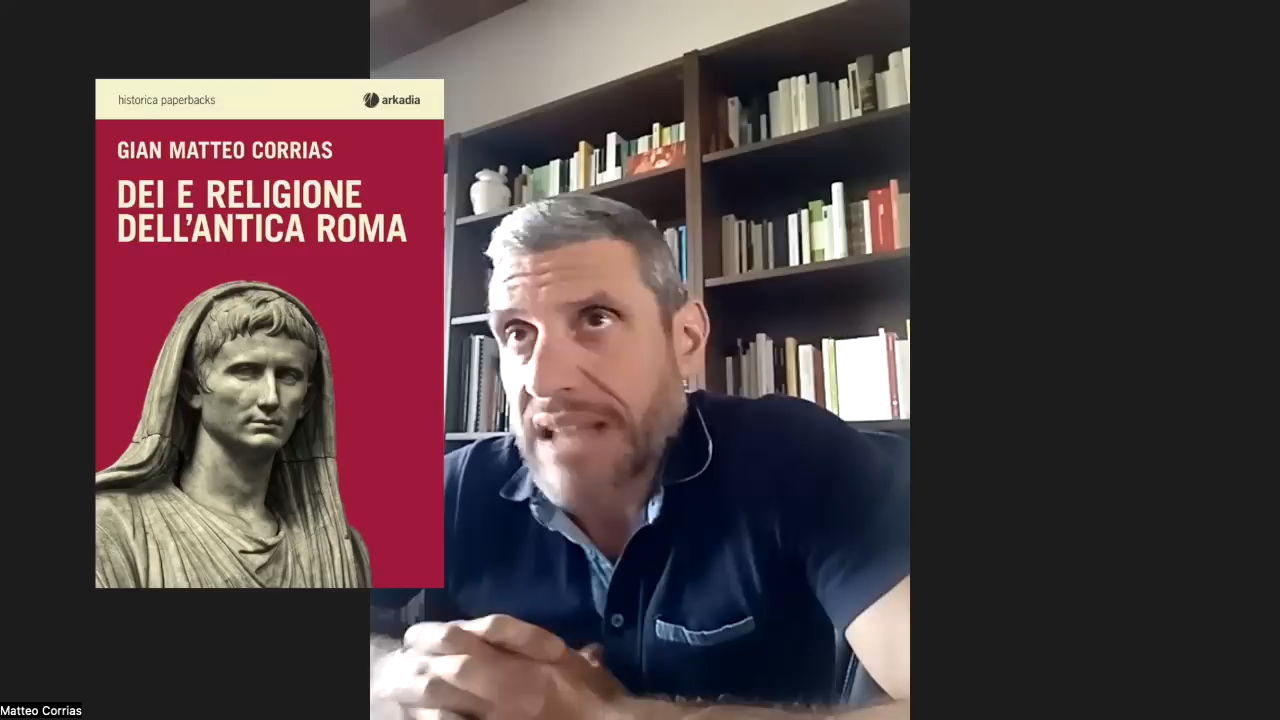 historica paperbacks
arkadia
GIAN MATTEO CORRIAS
DEI E RELIGIONE
DELL'ANTICA ROMA
Matteo Corrias